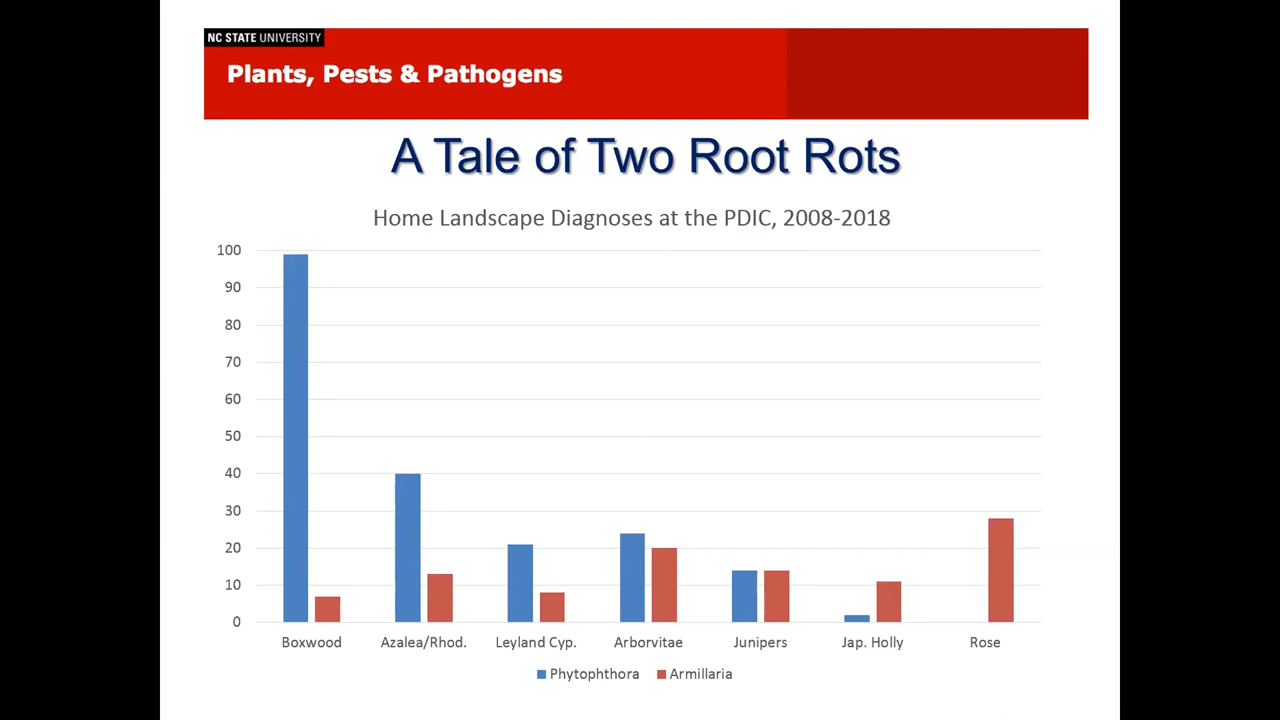 NC STATE UNIVERSITY
Plants, Pests & Pathogens
A Tale of Two Root Rots
Home Landscape Diagnoses at the PDIC, 2008-2018
100
90
80
70
60
50
40
30
20
10
0
Boxwood Azalea/Rhod. Leyland Cyp. Arborvitae Junipers Jap. Holly Rose
Phytophthora Armillaria